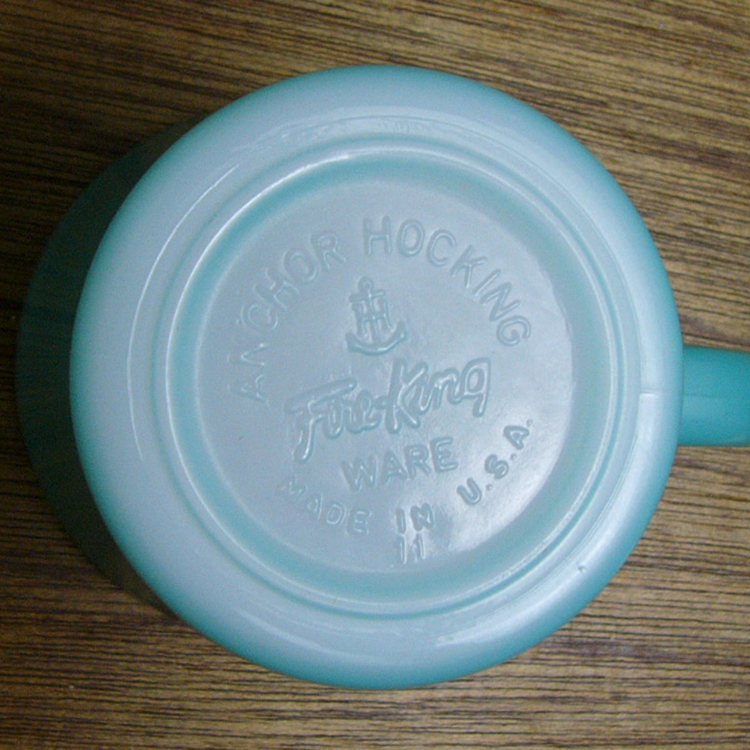 ANCHOR HOCKING
H
Fire-King
WARE
MADE IN U.S.A.
11